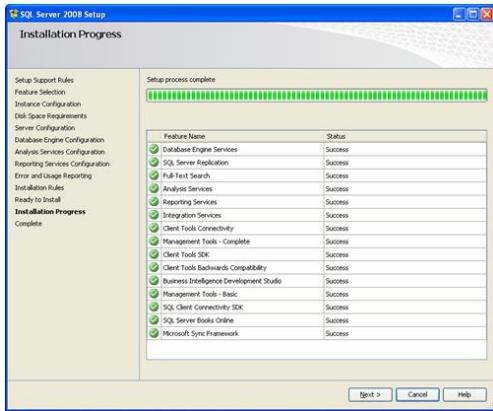 SQL Server 2008 Setup
Installation Progress
Setup Support Rules
Feature Selection
Instance Configuration
Disk Space Requirements
Server Configuration
Database Engine Configuration
Analysis Services Configuration
Reporting Services Configuration
Error and Usage Reporting
Installation Rules
Ready to Install
Installation Progress
Complete
Setup process complete
Feature Name Status
Database Engine Services Success
SQL Server Replication Success
Full-Text Search Success
Analysis Services Success
Reporting Services Success
Integration Services Success
Client Tools Connectivity Success
Management Tools - Complete Success
Client Tools SDK Success
Client Tools Backwards Compatibility Success
Business Intelligence Development Studio Success
Management Tools - Basic Success
SQL Client Connectivity SDK Success
SQL Server Books Online Success
Microsoft Sync Framework Success
Next > Cancel Help